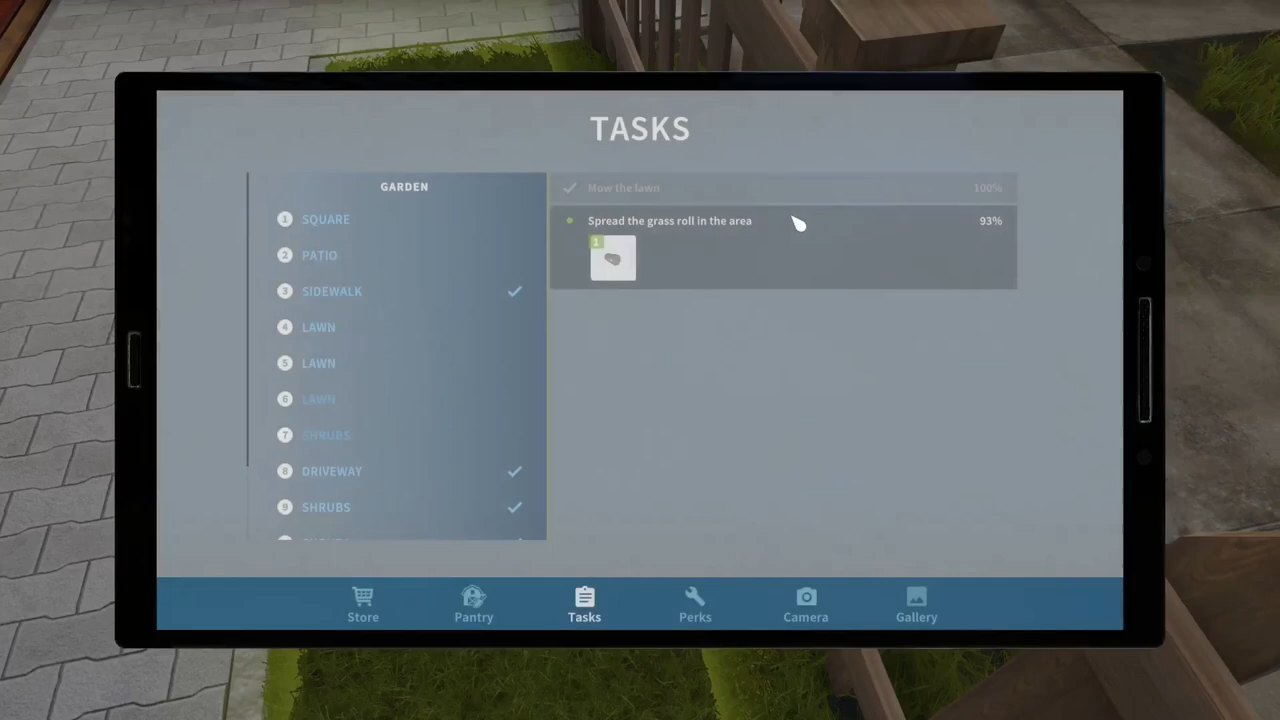 TASKS
GARDEN
1 SQUARE
2 PATIO
3 SIDEWALK
4 LAWN
5 LAWN
6 LAWN
7 SHRUBS
8 DRIVEWAY
9 SHRUBS
Mow the lawn 100%
Spread the grass roll in the area 93%
1
Store Pantry Tasks Perks Camera Gallery